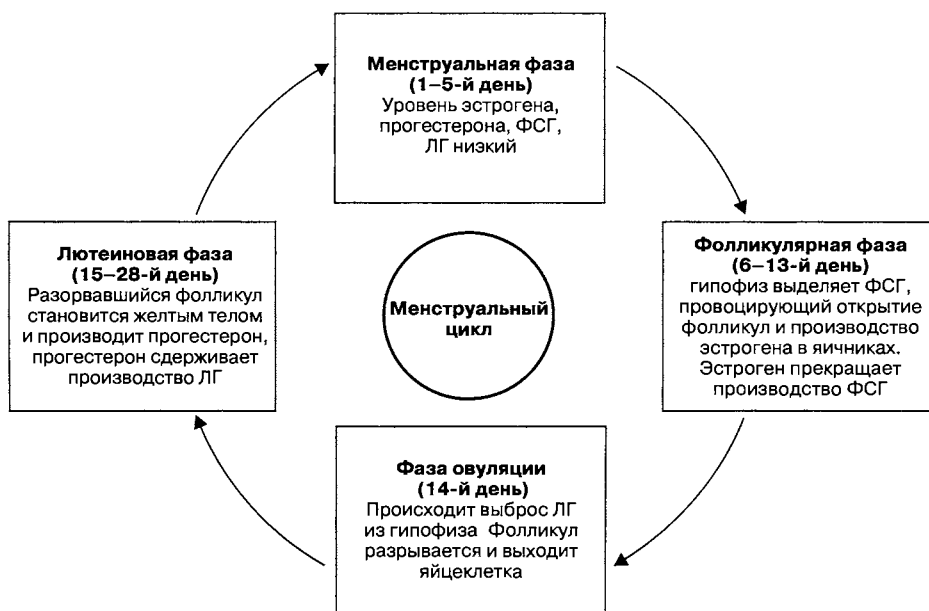 Менструальная фаза
(1–5-й день)
Уровень эстрогена,
прогестерона, ФСГ,
ЛГ низкий
Фолликулярная фаза
(6–13-й день)
гипофиз выделяет ФСГ,
провоцирующий открытие
фолликул и производство
эстрогена в яичниках.
Эстроген прекращает
производство ФСГ
Фаза овуляции
(14-й день)
Происходит выброс ЛГ
из гипофиза Фолликул
разрывается и выходит
яйцеклетка
Лютеиновая фаза
(15–28-й день)
Разорвавшийся фолликул
становится желтым телом
и производит прогестерон,
прогестерон сдерживает
производство ЛГ
Менструальный
цикл